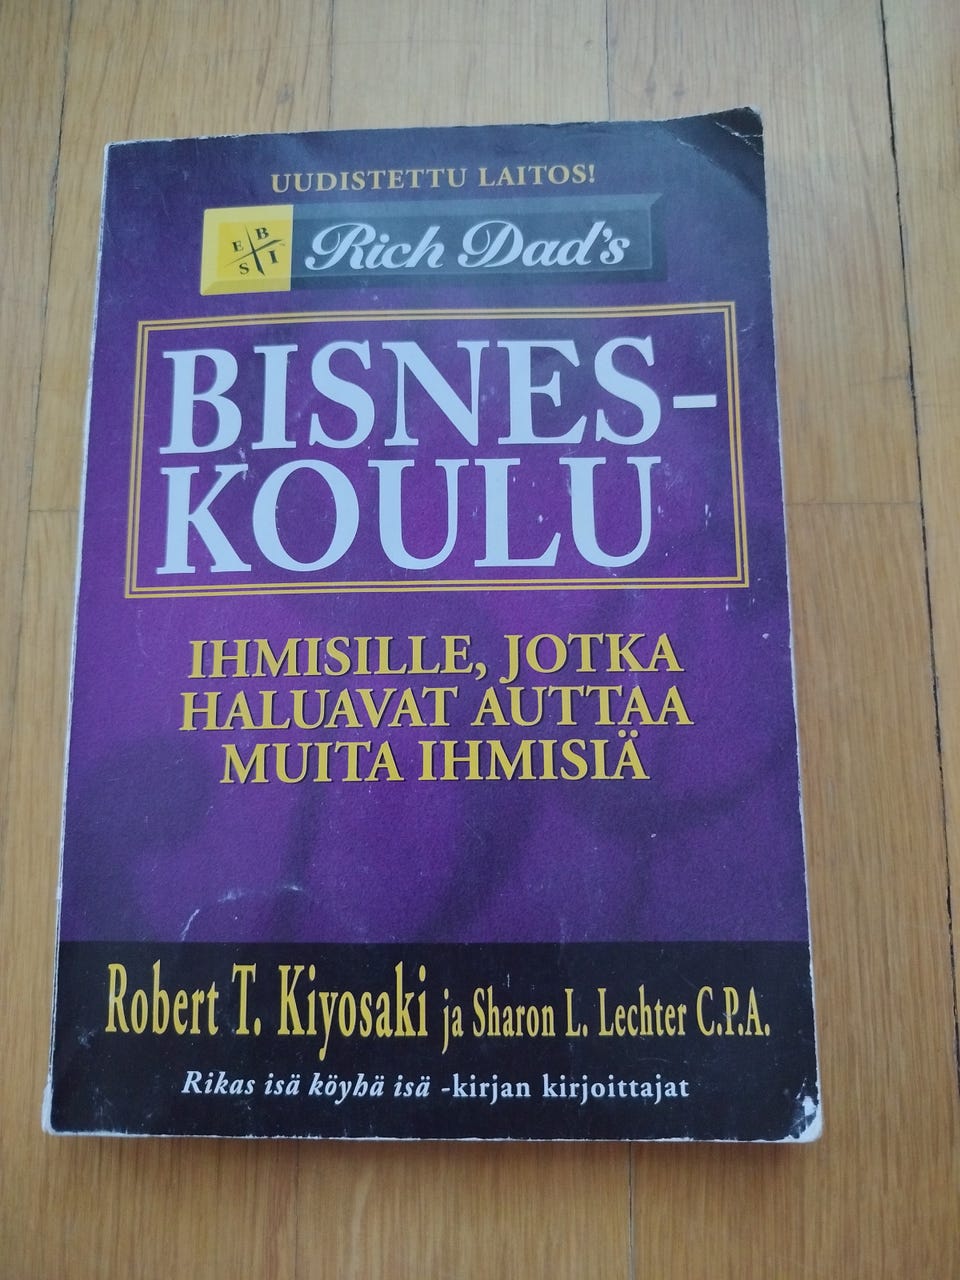 UUDISTETTU LAITOS!
E B S I Rich Dad's
BISNES-
KOULU
IHMISILLE, JOTKA
HALUAVAT AUTTAA
MUITA IHMISIÄ
Robert T. Kiyosaki ja Sharon L. Lechter C.P.A.
Rikas isä köyhä isä -kirjan kirjoittajat